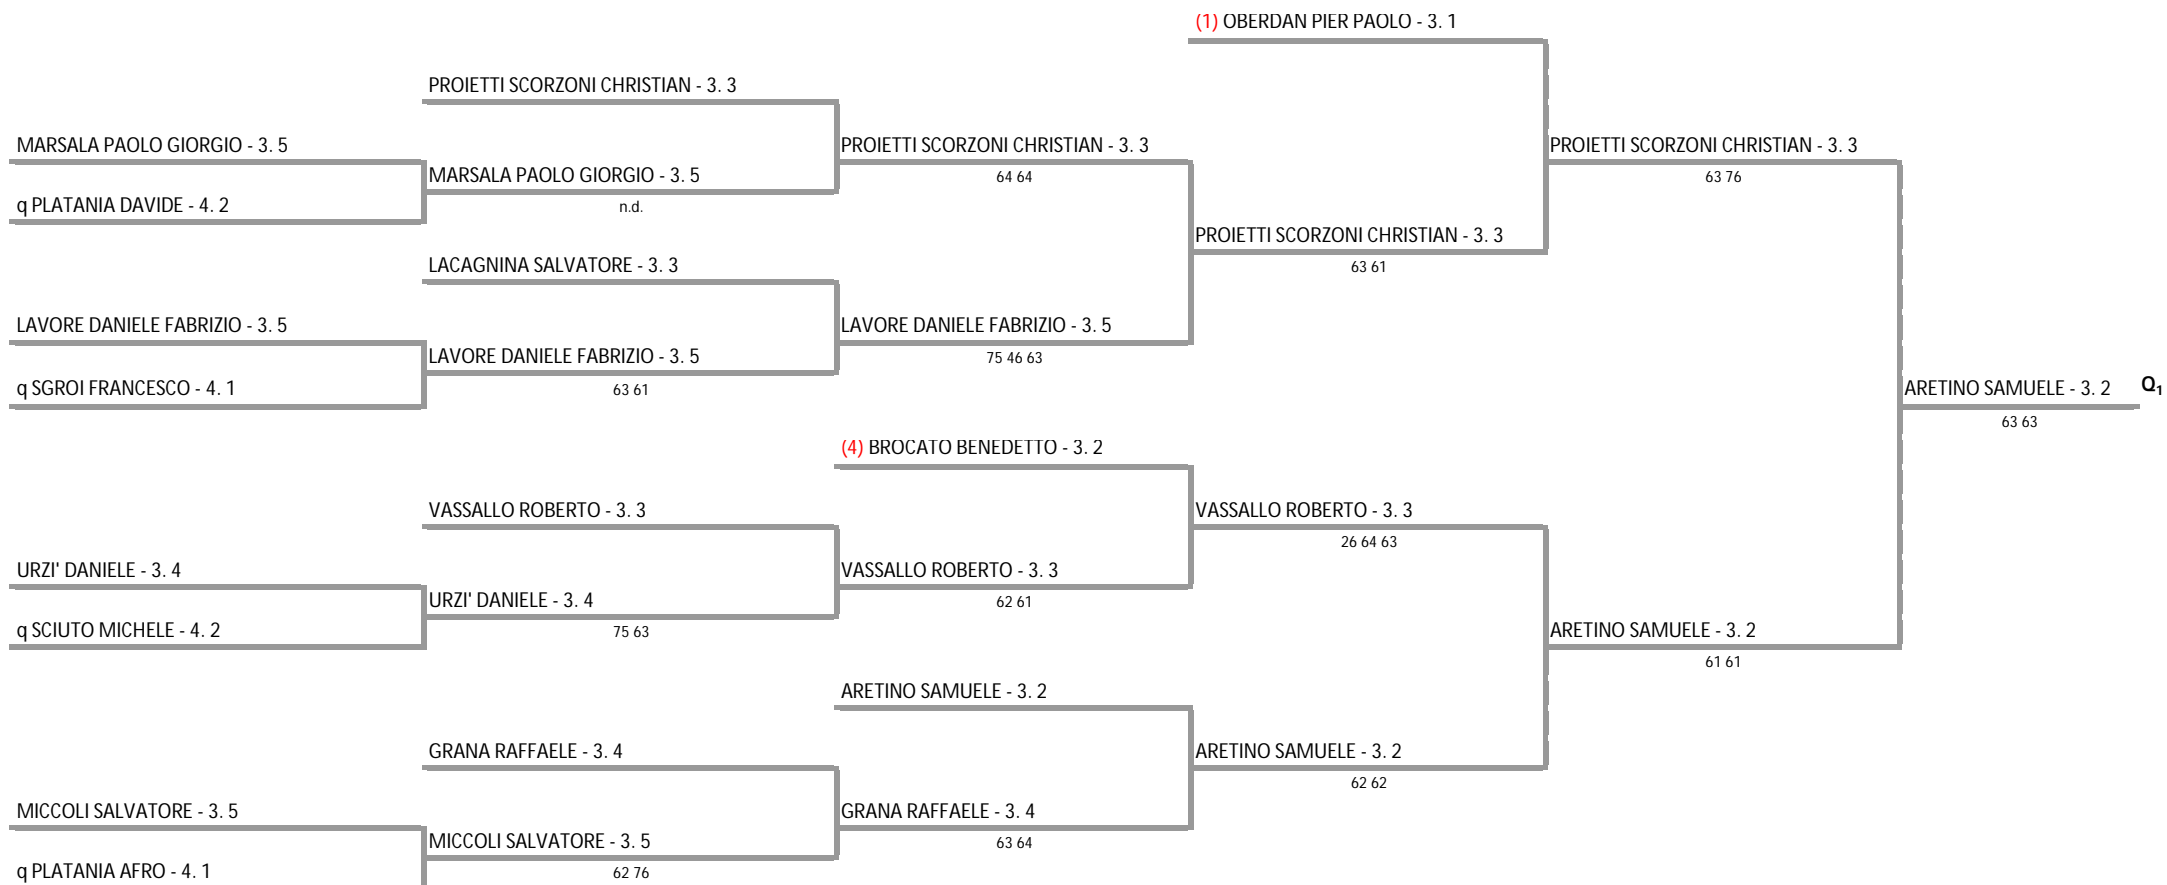 (1) OBERDAN PIER PAOLO - 3. 1
PROIETTI SCORZONI CHRISTIAN - 3. 3
MARSALA PAOLO GIORGIO - 3. 5
PROIETTI SCORZONI CHRISTIAN - 3. 3
PROIETTI SCORZONI CHRISTIAN - 3. 3
MARSALA PAOLO GIORGIO - 3. 5
64 64
63 76
q PLATANIA DAVIDE - 4. 2
n.d.
PROIETTI SCORZONI CHRISTIAN - 3. 3
LACAGNINA SALVATORE - 3. 3
63 61
LAVORE DANIELE FABRIZIO - 3. 5
LAVORE DANIELE FABRIZIO - 3. 5
LAVORE DANIELE FABRIZIO - 3. 5
75 46 63
q SGROI FRANCESCO - 4. 1
63 61
ARETINO SAMUELE - 3. 2
Q1
63 63
(4) BROCATO BENEDETTO - 3. 2
VASSALLO ROBERTO - 3. 3
VASSALLO ROBERTO - 3. 3
26 64 63
URZI' DANIELE - 3. 4
VASSALLO ROBERTO - 3. 3
URZI' DANIELE - 3. 4
62 61
q SCIUTO MICHELE - 4. 2
75 63
ARETINO SAMUELE - 3. 2
61 61
ARETINO SAMUELE - 3. 2
GRANA RAFFAELE - 3. 4
ARETINO SAMUELE - 3. 2
62 62
MICCOLI SALVATORE - 3. 5
GRANA RAFFAELE - 3. 4
MICCOLI SALVATORE - 3. 5
63 64
q PLATANIA AFRO - 4. 1
62 76